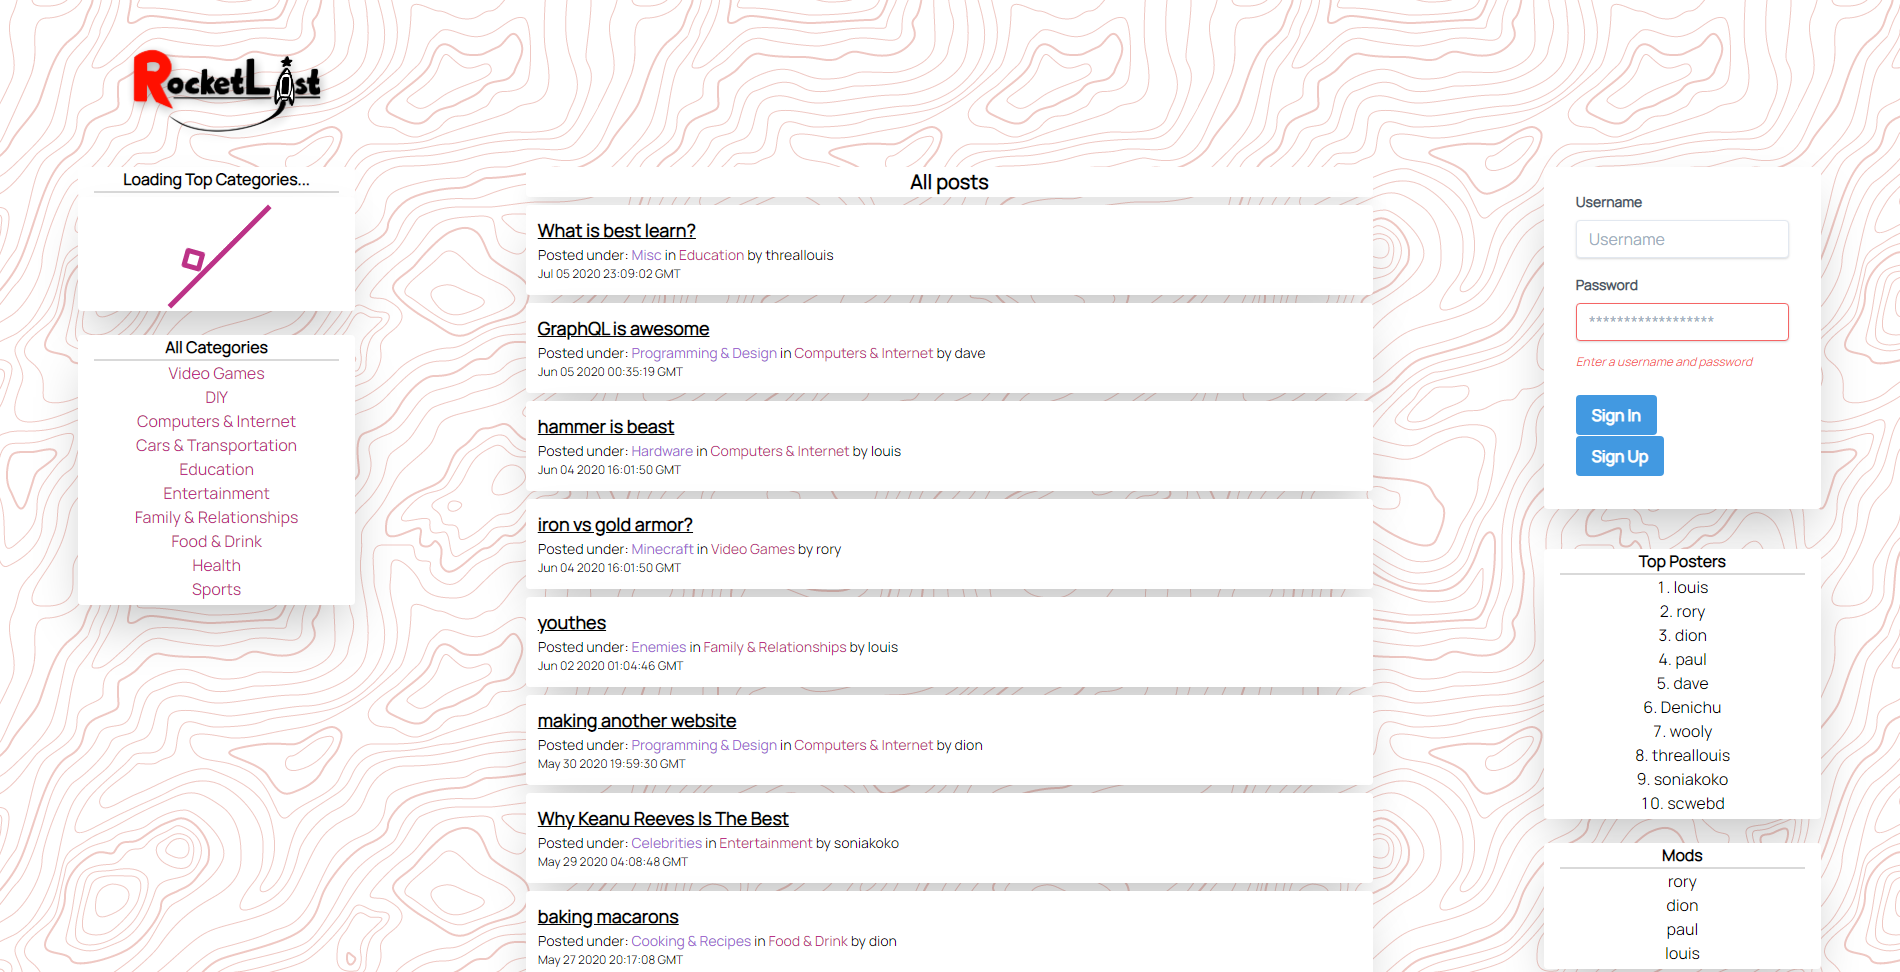 RocketList
Loading Top Categories...
All Categories
Video Games
DIY
Computers & Internet
Cars & Transportation
Education
Entertainment
Family & Relationships
Food & Drink
Health
Sports
All posts
What is best learn?
Posted under: Misc in Education by threallouis
Jul 05 2020 23:09:02 GMT
GraphQL is awesome
Posted under: Programming & Design in Computers & Internet by dave
Jun 05 2020 00:35:19 GMT
hammer is beast
Posted under: Hardware in Computers & Internet by louis
Jun 04 2020 16:01:50 GMT
iron vs gold armor?
Posted under: Minecraft in Video Games by rory
Jun 04 2020 16:01:50 GMT
youthes
Posted under: Enemies in Family & Relationships by louis
Jun 02 2020 01:04:46 GMT
making another website
Posted under: Programming & Design in Computers & Internet by dion
May 30 2020 19:59:30 GMT
Why Keanu Reeves Is The Best
Posted under: Celebrities in Entertainment by soniakoko
May 29 2020 04:08:48 GMT
baking macarons
Posted under: Cooking & Recipes in Food & Drink by dion
May 27 2020 20:17:08 GMT
Username
Username
Password
******************
Enter a username and password
Sign In
Sign Up
Top Posters
1. louis
2. rory
3. dion
4. paul
5. dave
6. Denichu
7. wooly
8. threallouis
9. soniakoko
10. scwebd
Mods
rory
dion
paul
louis